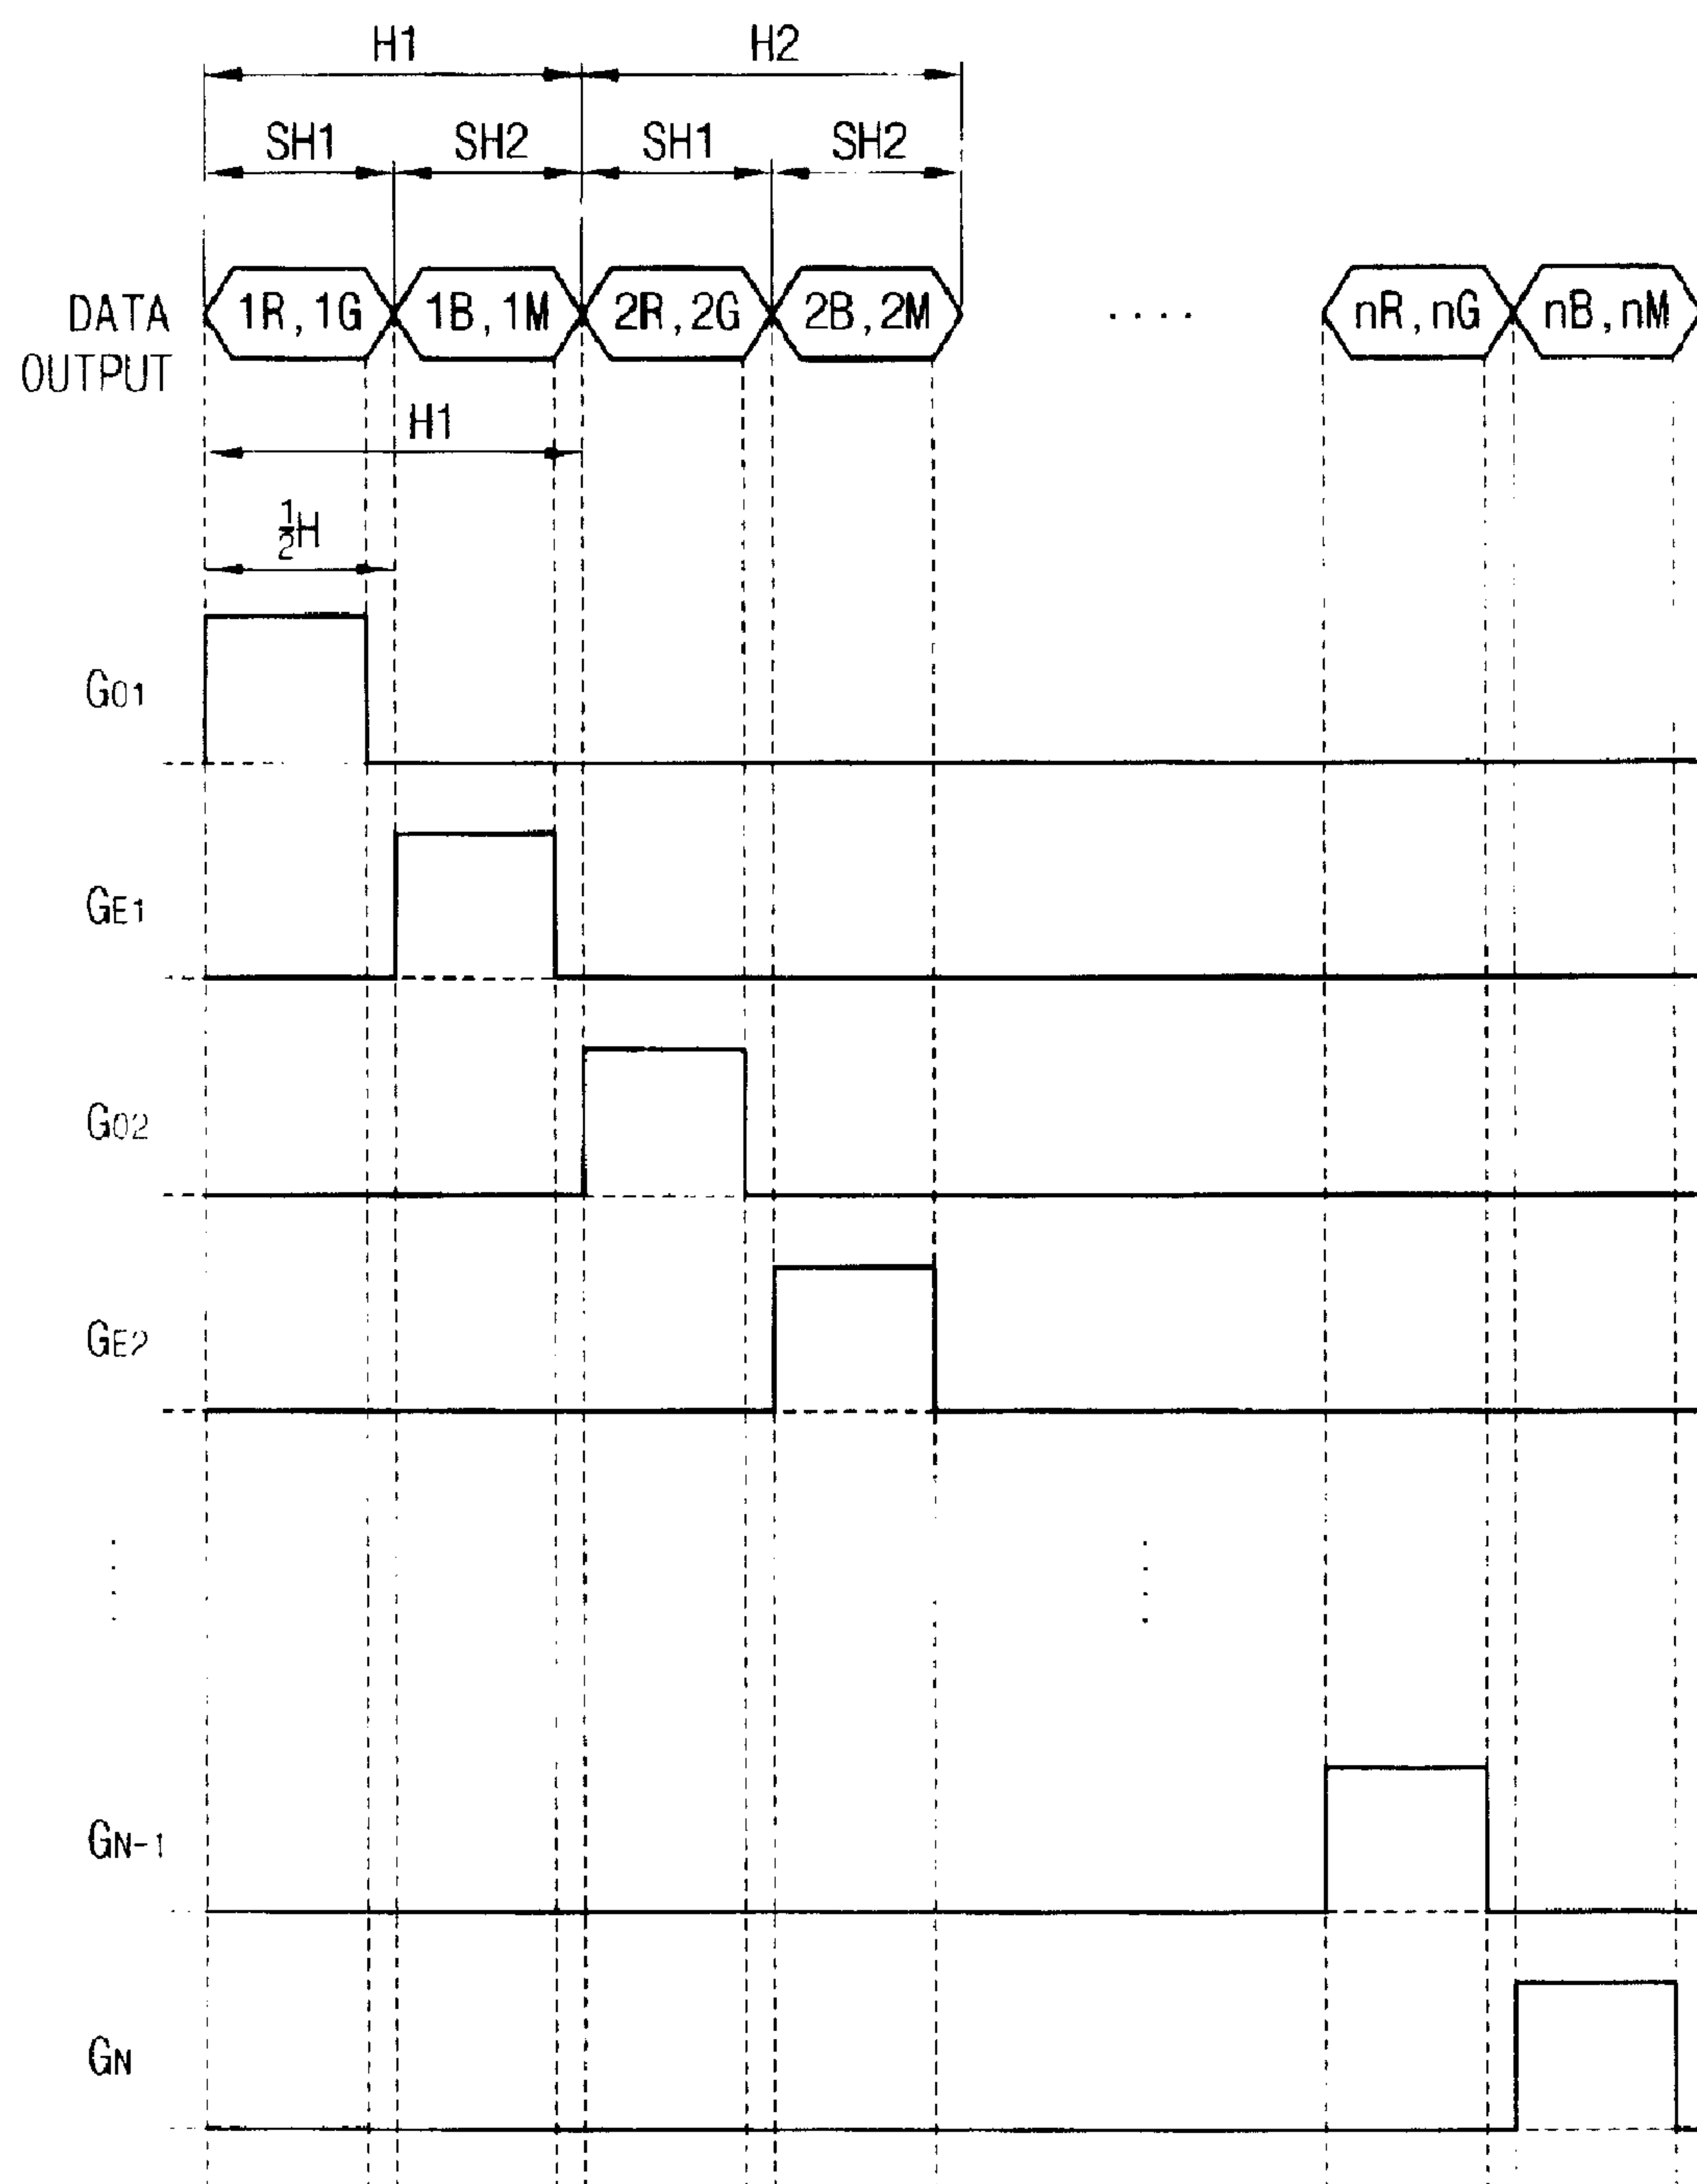 H1 H2
SH1 SH2 SH1 SH2
DATA OUTPUT
1R, 1G 1B, 1M 2R, 2G 2B, 2M .... nR, nG nB, nM
H1
½H
GO1
GE1
GO2
GE2
GN-1
GN